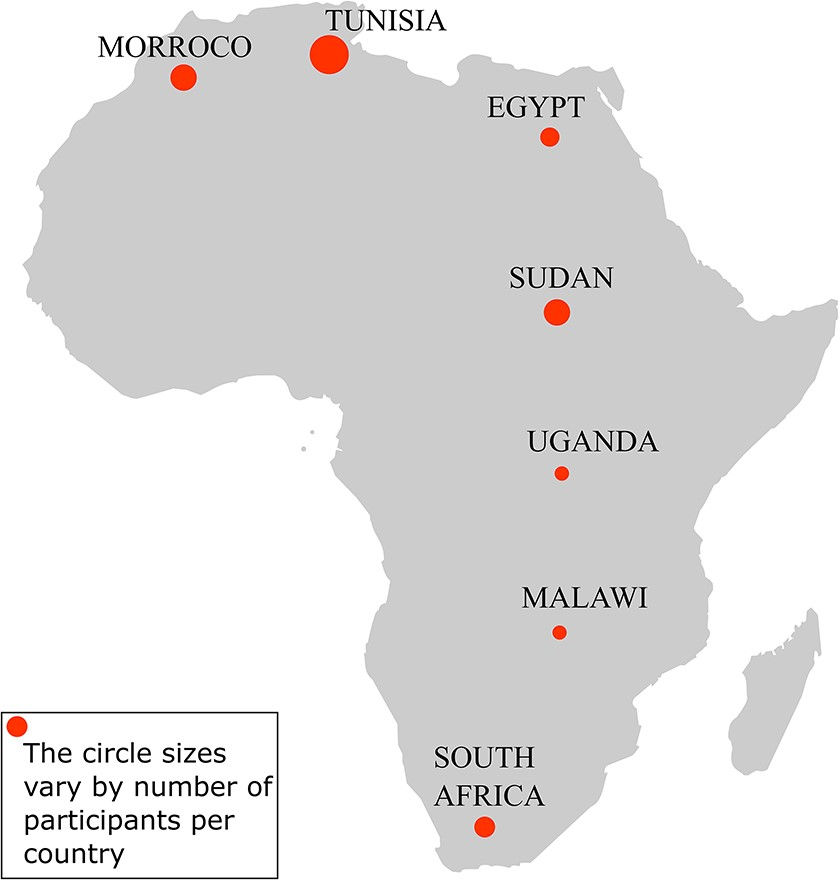 TUNISIA
MORROCO
EGYPT
SUDAN
UGANDA
MALAWI
SOUTH
AFRICA
The circle sizes
vary by number of
participants per
country